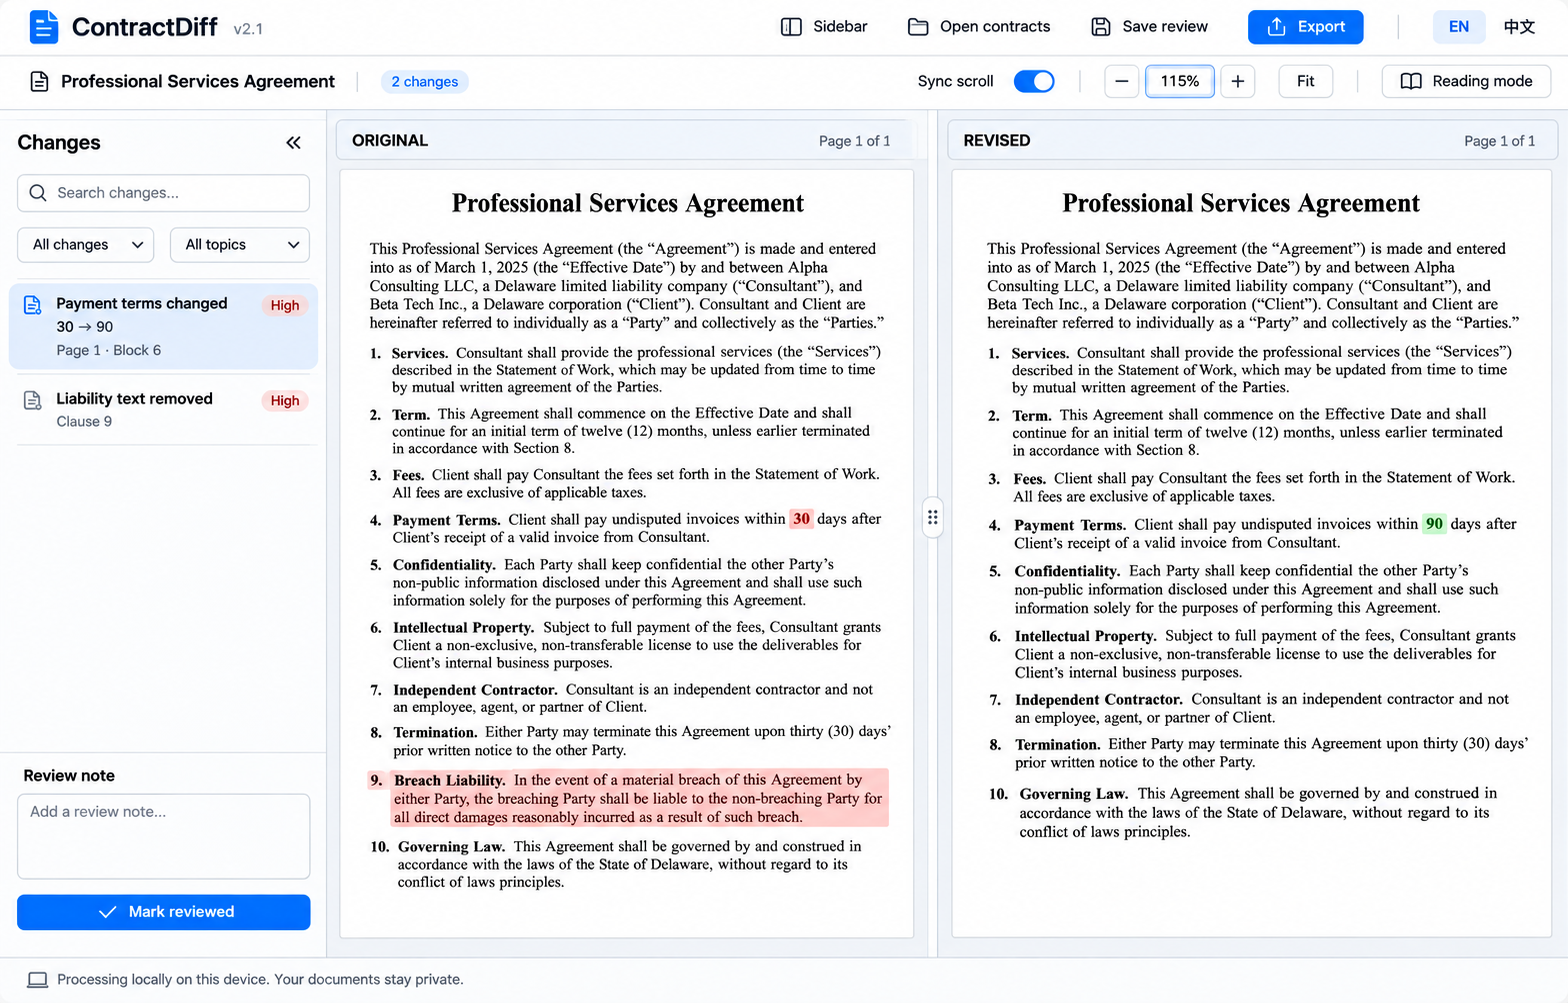 ContractDiff v2.1
Sidebar
Open contracts
Save review
Export
EN
中文
Professional Services Agreement
2 changes
Sync scroll
115%
Fit
Reading mode
Changes
Search changes...
All changes
All topics
Payment terms changed
High
30 → 90
Page 1 · Block 6
Liability text removed
High
Clause 9
Review note
Add a review note...
Mark reviewed
ORIGINAL
Page 1 of 1
Professional Services Agreement
This Professional Services Agreement (the “Agreement”) is made and entered
into as of March 1, 2025 (the “Effective Date”) by and between Alpha
Consulting LLC, a Delaware limited liability company (“Consultant”), and
Beta Tech Inc., a Delaware corporation (“Client”). Consultant and Client are
hereinafter referred to individually as a “Party” and collectively as the “Parties.”
1. Services. Consultant shall provide the professional services (the “Services”)
described in the Statement of Work, which may be updated from time to time
by mutual written agreement of the Parties.
2. Term. This Agreement shall commence on the Effective Date and shall
continue for an initial term of twelve (12) months, unless earlier terminated
in accordance with Section 8.
3. Fees. Client shall pay Consultant the fees set forth in the Statement of Work.
All fees are exclusive of applicable taxes.
4. Payment Terms. Client shall pay undisputed invoices within 30 days after
Client’s receipt of a valid invoice from Consultant.
5. Confidentiality. Each Party shall keep confidential the other Party’s
non-public information disclosed under this Agreement and shall use such
information solely for the purposes of performing this Agreement.
6. Intellectual Property. Subject to full payment of the fees, Consultant grants
Client a non-exclusive, non-transferable license to use the deliverables for
Client’s internal business purposes.
7. Independent Contractor. Consultant is an independent contractor and not
an employee, agent, or partner of Client.
8. Termination. Either Party may terminate this Agreement upon thirty (30) days’
prior written notice to the other Party.
9. Breach Liability. In the event of a material breach of this Agreement by
either Party, the breaching Party shall be liable to the non-breaching Party for
all direct damages reasonably incurred as a result of such breach.
10. Governing Law. This Agreement shall be governed by and construed in
accordance with the laws of the State of Delaware, without regard to its
conflict of laws principles.
REVISED
Page 1 of 1
Professional Services Agreement
This Professional Services Agreement (the “Agreement”) is made and entered
into as of March 1, 2025 (the “Effective Date”) by and between Alpha
Consulting LLC, a Delaware limited liability company (“Consultant”), and
Beta Tech Inc., a Delaware corporation (“Client”). Consultant and Client are
hereinafter referred to individually as a “Party” and collectively as the “Parties.”
1. Services. Consultant shall provide the professional services (the “Services”)
described in the Statement of Work, which may be updated from time to time
by mutual written agreement of the Parties.
2. Term. This Agreement shall commence on the Effective Date and shall
continue for an initial term of twelve (12) months, unless earlier terminated
in accordance with Section 8.
3. Fees. Client shall pay Consultant the fees set forth in the Statement of Work.
All fees are exclusive of applicable taxes.
4. Payment Terms. Client shall pay undisputed invoices within 90 days after
Client’s receipt of a valid invoice from Consultant.
5. Confidentiality. Each Party shall keep confidential the other Party’s
non-public information disclosed under this Agreement and shall use such
information solely for the purposes of performing this Agreement.
6. Intellectual Property. Subject to full payment of the fees, Consultant grants
Client a non-exclusive, non-transferable license to use the deliverables for
Client’s internal business purposes.
7. Independent Contractor. Consultant is an independent contractor and not
an employee, agent, or partner of Client.
8. Termination. Either Party may terminate this Agreement upon thirty (30) days’
prior written notice to the other Party.
10. Governing Law. This Agreement shall be governed by and construed in
accordance with the laws of the State of Delaware, without regard to its
conflict of laws principles.
Processing locally on this device. Your documents stay private.